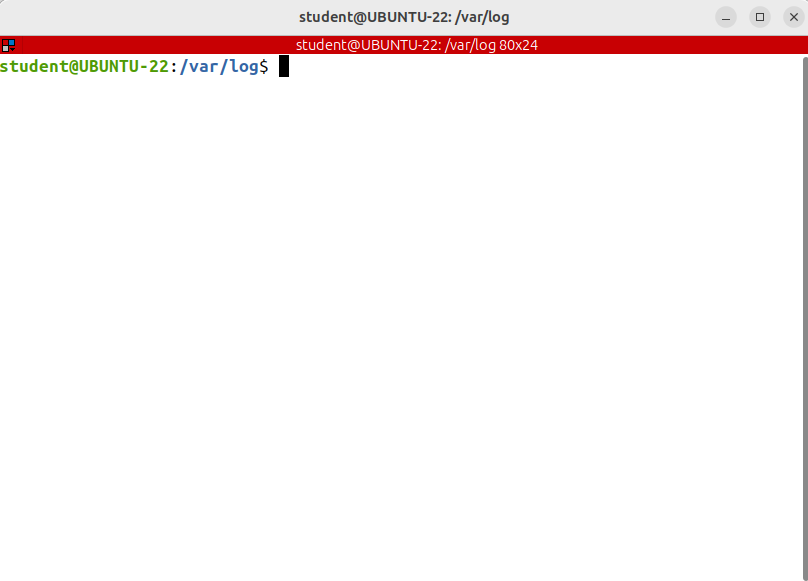 student@UBUNTU-22: /var/log
student@UBUNTU-22: /var/log 80x24
student@UBUNTU-22:/var/log$